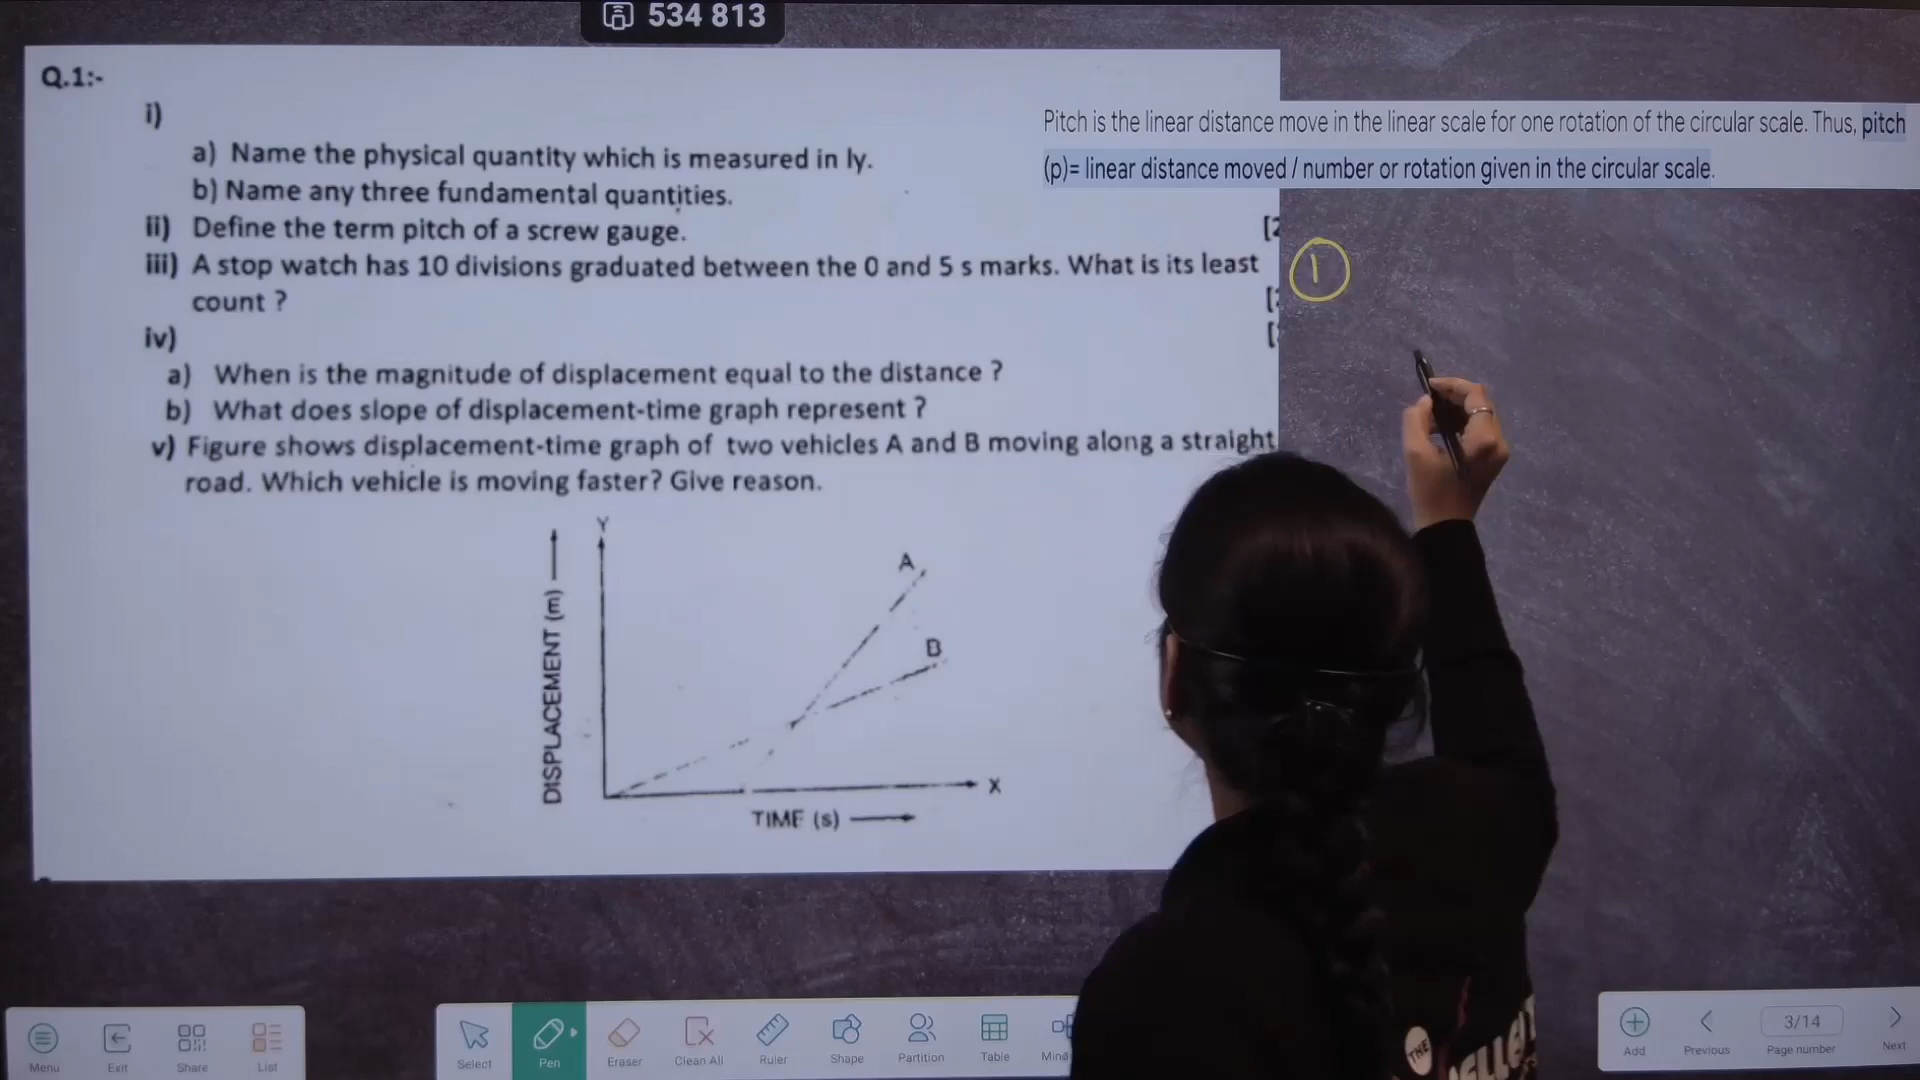 534 813
Q.1:-
i)
a) Name the physical quantity which is measured in ly.
b) Name any three fundamental quantities.
ii) Define the term pitch of a screw gauge.
[2
iii) A stop watch has 10 divisions graduated between the 0 and 5 s marks. What is its least
count ?
iv)
a) When is the magnitude of displacement equal to the distance ?
b) What does slope of displacement-time graph represent ?
v) Figure shows displacement-time graph of two vehicles A and B moving along a straight
road. Which vehicle is moving faster? Give reason.
Y
A
B
DISPLACEMENT (m)
X
TIME (s)
Pitch is the linear distance move in the linear scale for one rotation of the circular scale. Thus, pitch
(p)= linear distance moved / number or rotation given in the circular scale.
1
Menu
Exit
Share
List
Select
Pen
Eraser
Clean All
Ruler
Shape
Partition
Table
Add
Previous
3/14
Page number
Next
THE